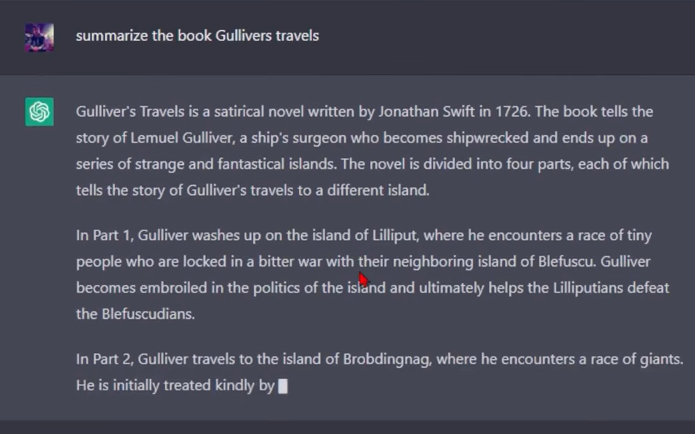 summarize the book Gullivers travels
Gulliver's Travels is a satirical novel written by Jonathan Swift in 1726. The book tells the
story of Lemuel Gulliver, a ship's surgeon who becomes shipwrecked and ends up on a
series of strange and fantastical islands. The novel is divided into four parts, each of which
tells the story of Gulliver's travels to a different island.
In Part 1, Gulliver washes up on the island of Lilliput, where he encounters a race of tiny
people who are locked in a bitter war with their neighboring island of Blefuscu. Gulliver
becomes embroiled in the politics of the island and ultimately helps the Lilliputians defeat
the Blefuscudians.
In Part 2, Gulliver travels to the island of Brobdingnag, where he encounters a race of giants.
He is initially treated kindly by